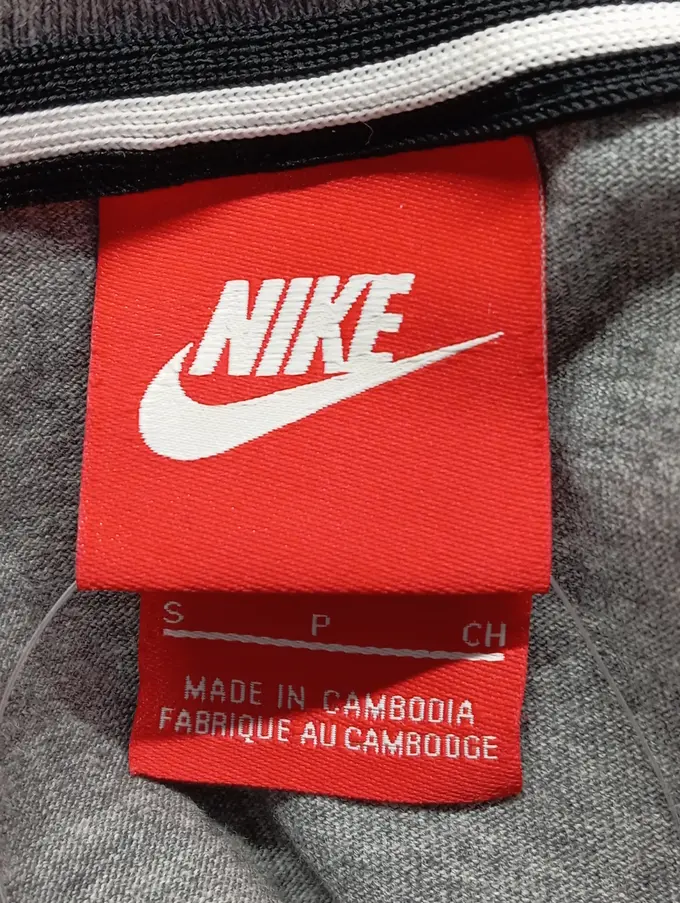 NIKE
S P CH
MADE IN CAMBODIA
FABRIQUE AU CAMBODGE